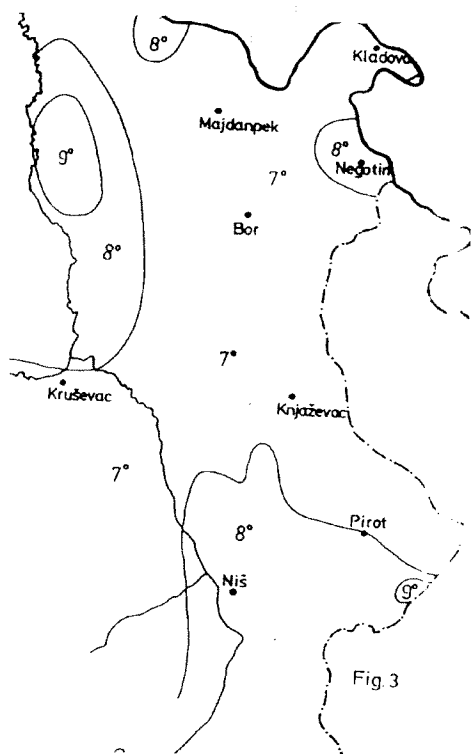 8°
Kladovo
Majdanpek
8°
9°
7°
Negotin
Bor
8°
7°
Kruševac
Knjaževac
7°
8°
Pirot
Niš
9°
Fig. 3